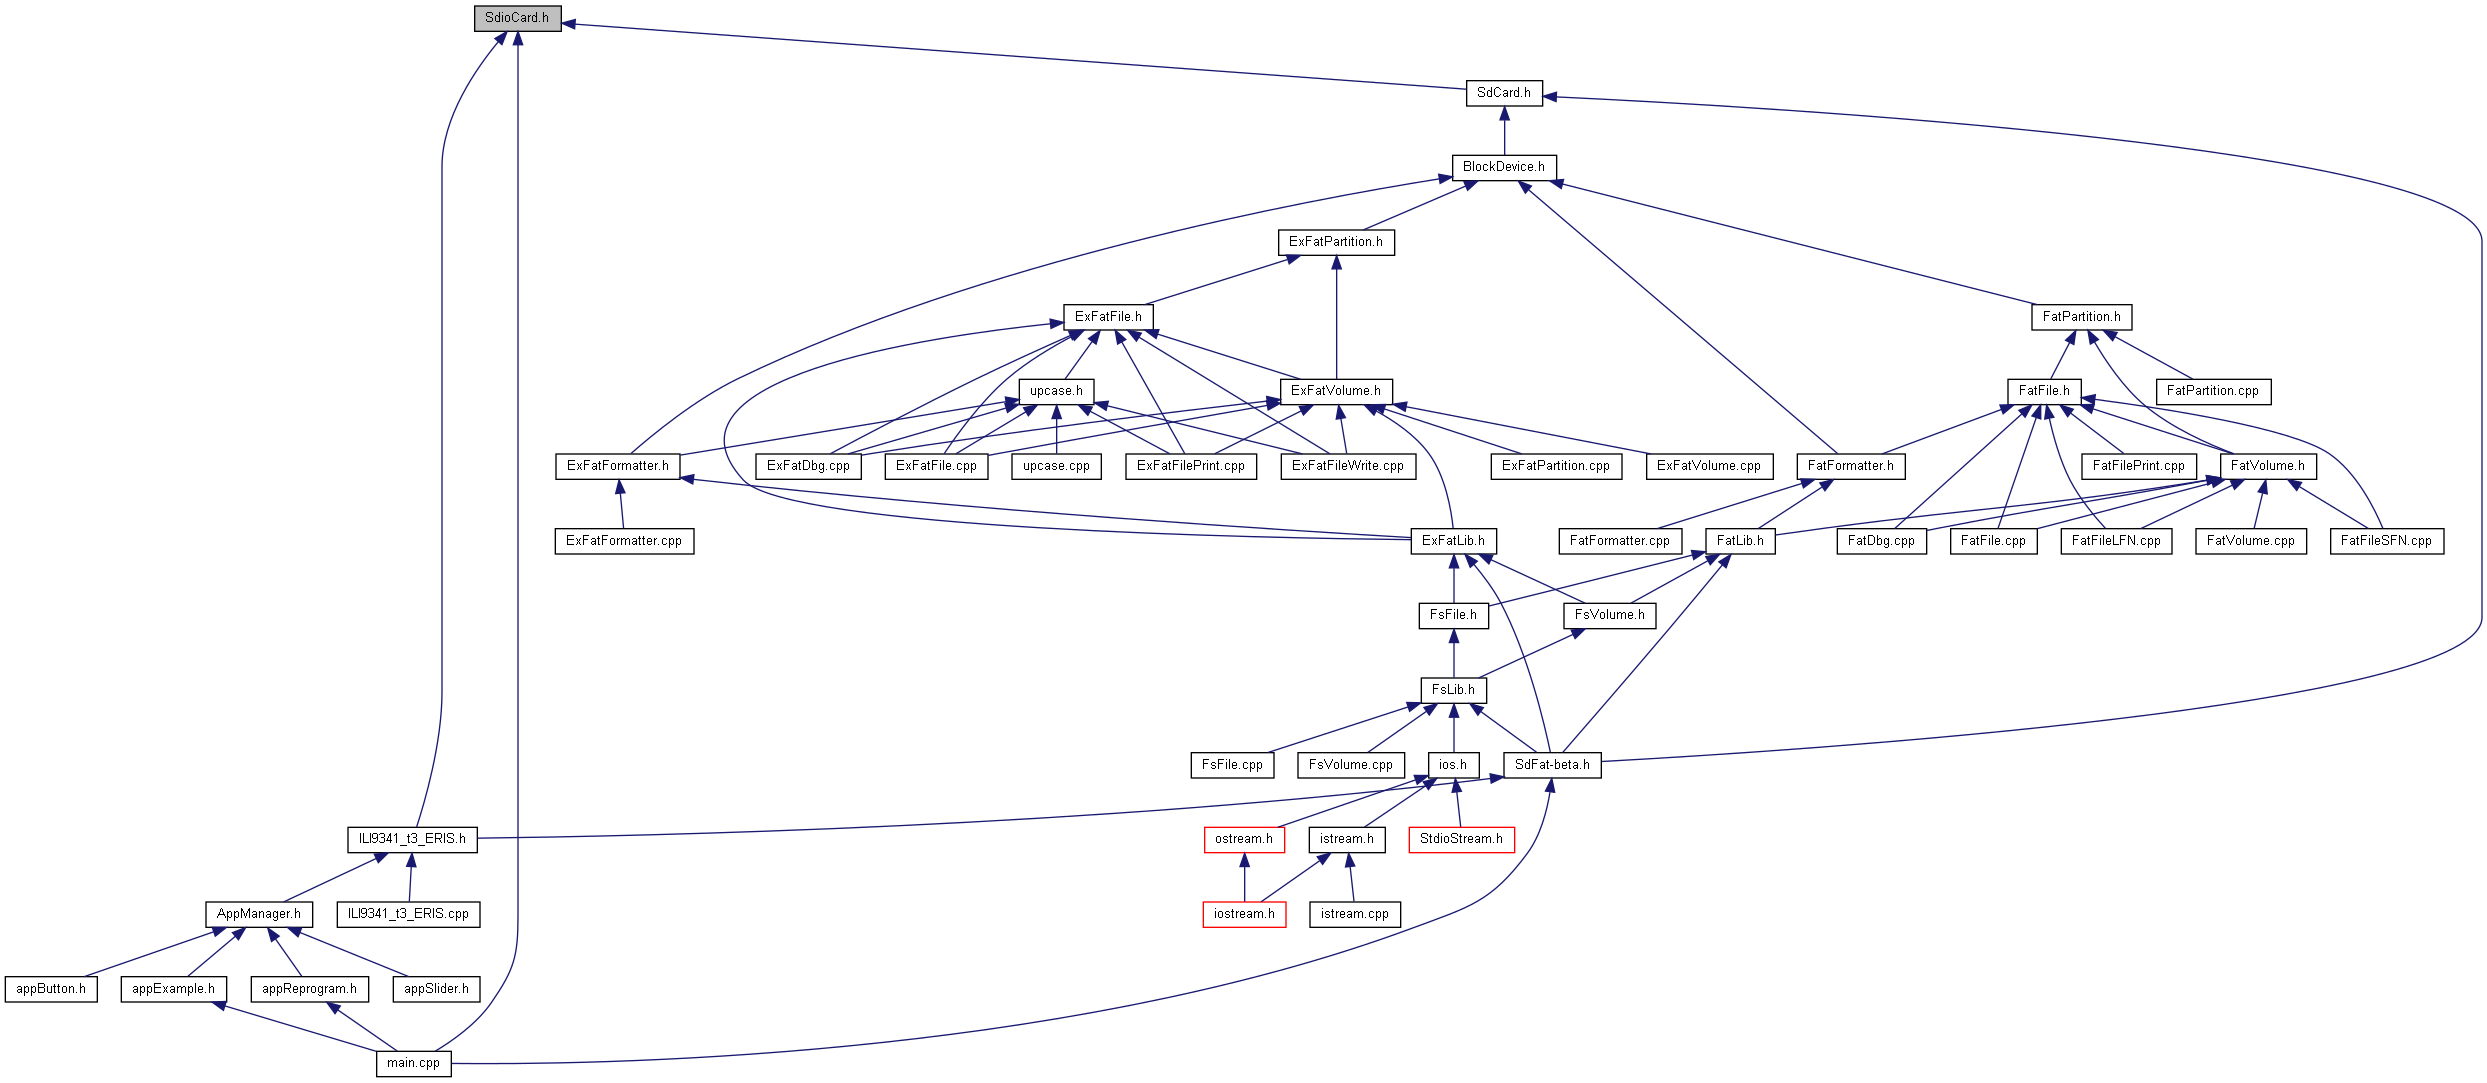 SdioCard.h
SdCard.h
BlockDevice.h
ExFatPartition.h
ExFatFile.h
FatPartition.h
upcase.h
ExFatVolume.h
FatFile.h
FatPartition.cpp
ExFatFormatter.h
ExFatDbg.cpp
ExFatFile.cpp
upcase.cpp
ExFatFilePrint.cpp
ExFatFileWrite.cpp
ExFatPartition.cpp
ExFatVolume.cpp
FatFormatter.h
FatFilePrint.cpp
FatVolume.h
ExFatFormatter.cpp
ExFatLib.h
FatFormatter.cpp
FatLib.h
FatDbg.cpp
FatFile.cpp
FatFileLFN.cpp
FatVolume.cpp
FatFileSFN.cpp
FsFile.h
FsVolume.h
FsLib.h
FsFile.cpp
FsVolume.cpp
ios.h
SdFat-beta.h
ILI9341_t3_ERIS.h
ostream.h
istream.h
StdioStream.h
AppManager.h
ILI9341_t3_ERIS.cpp
iostream.h
istream.cpp
appButton.h
appExample.h
appReprogram.h
appSlider.h
main.cpp